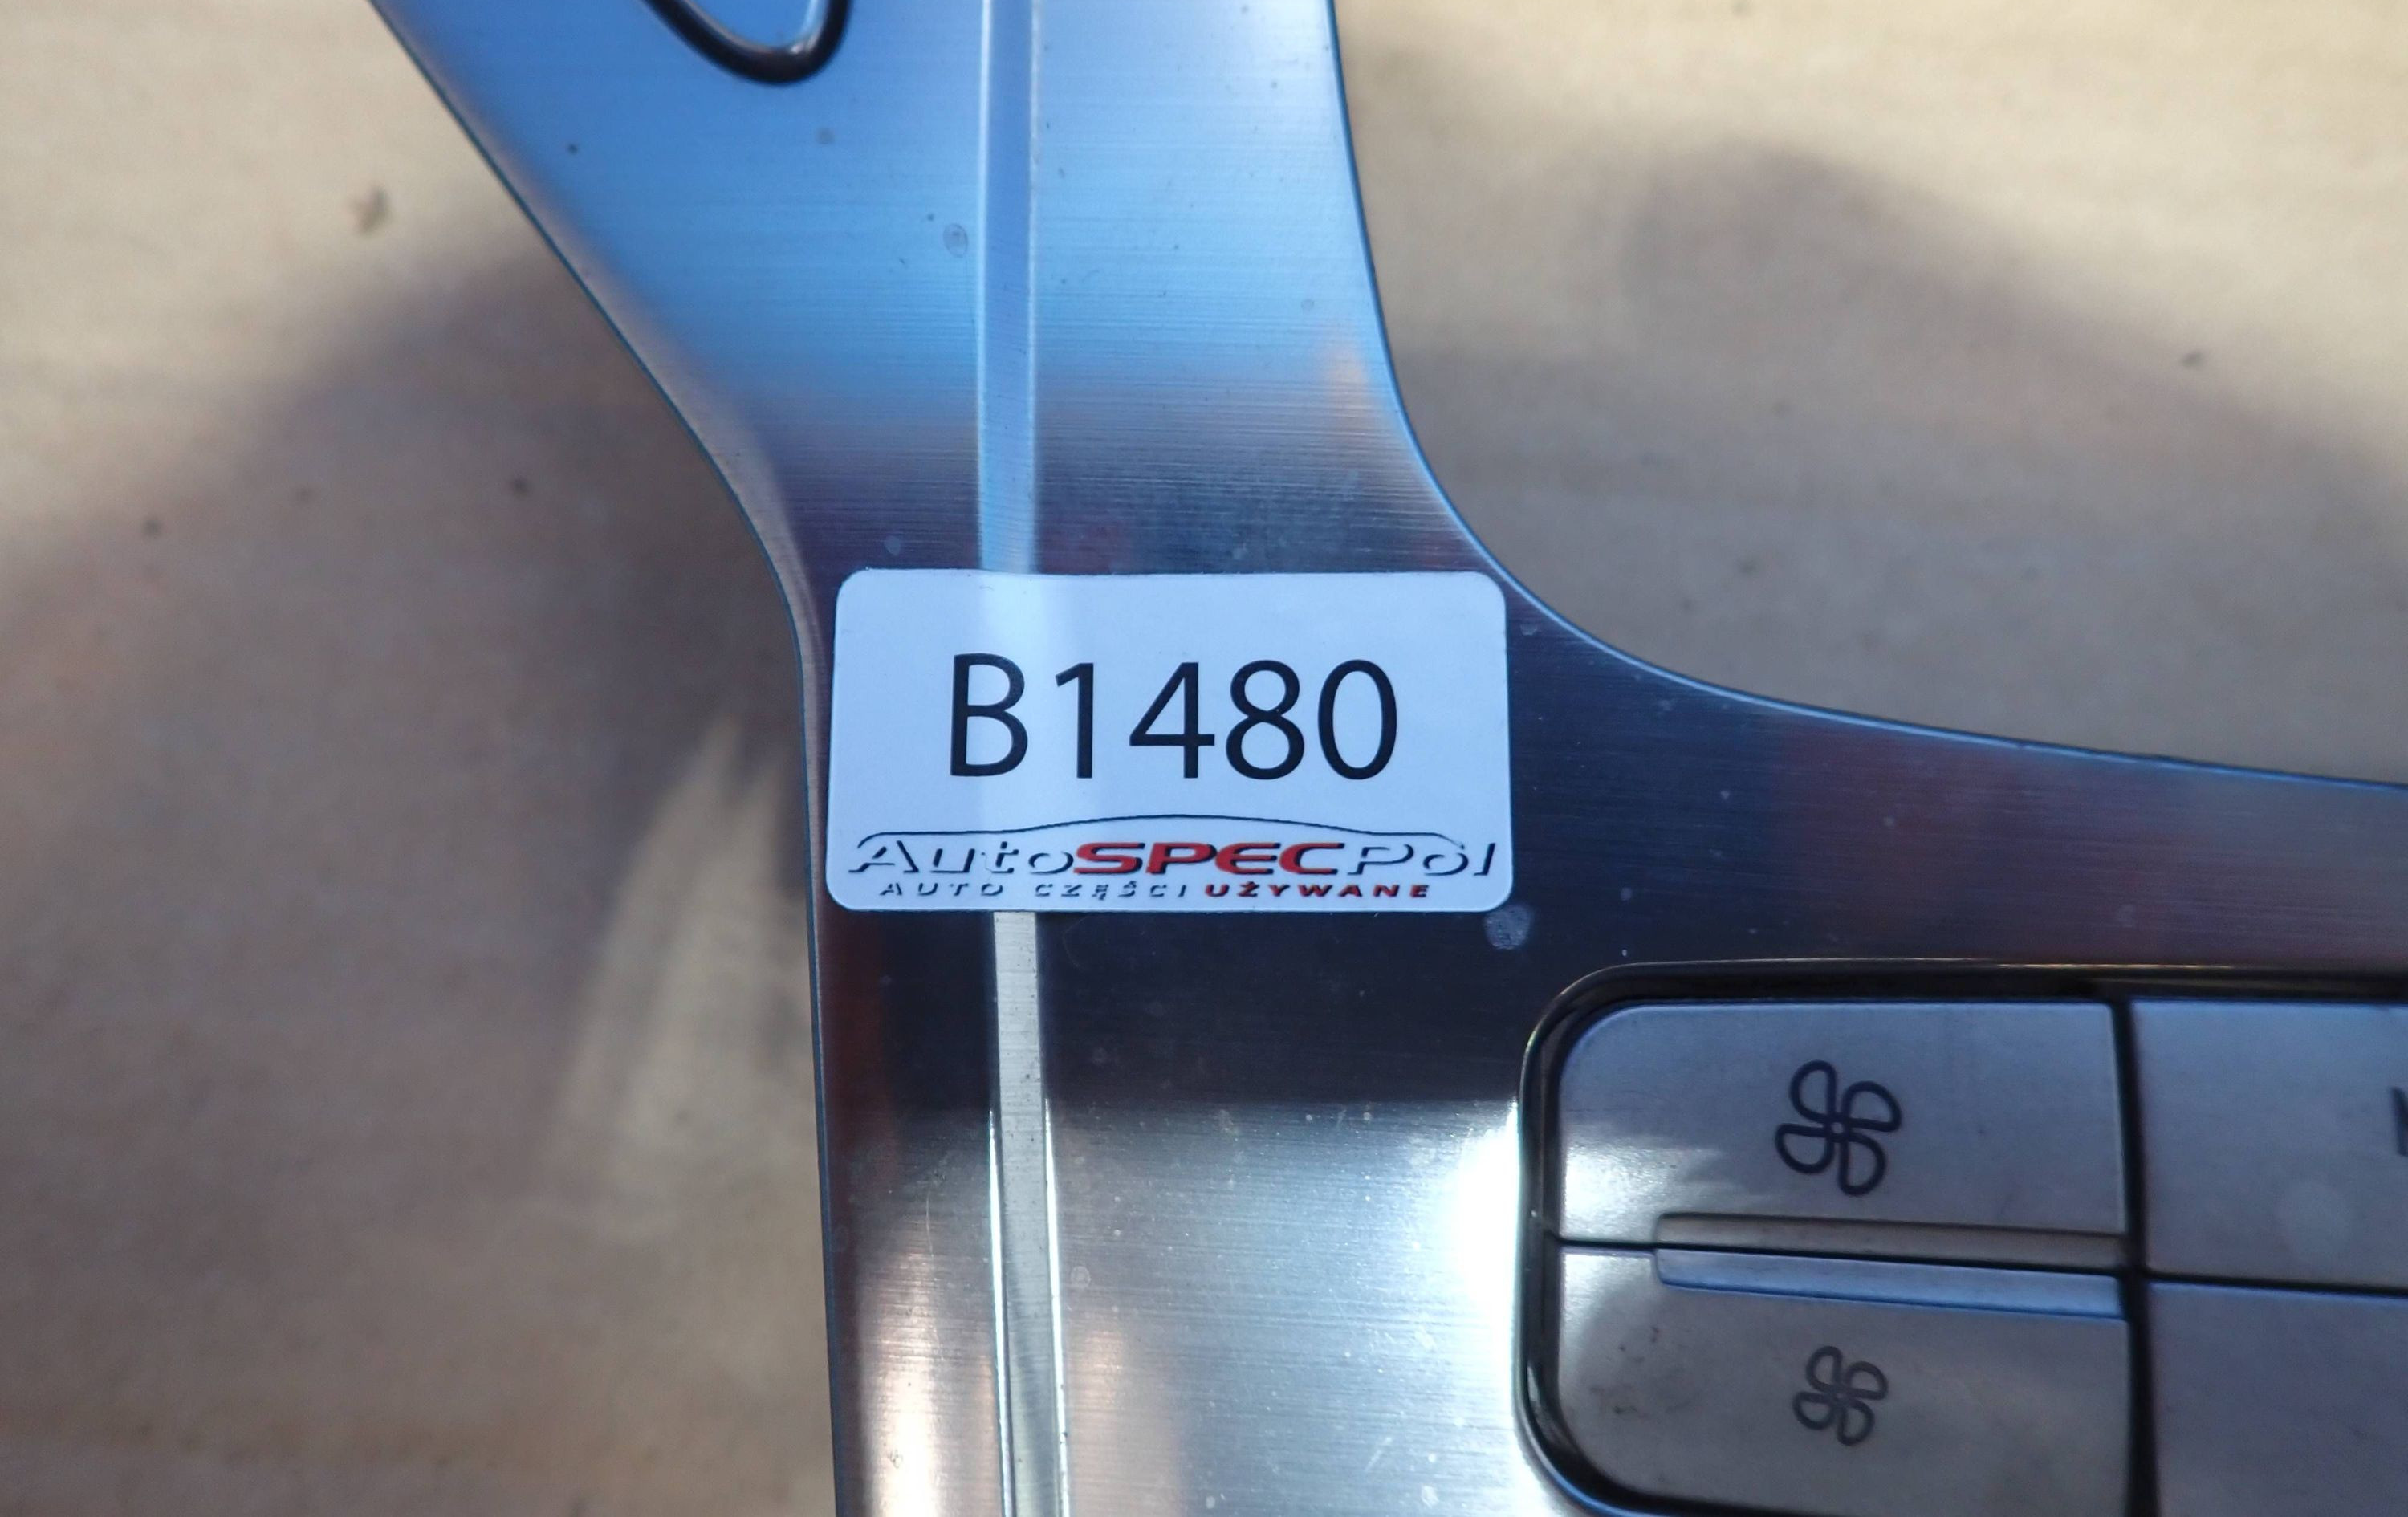 B1480
AutoSPECPol
AUTO CZĘŚCI UŻYWANE